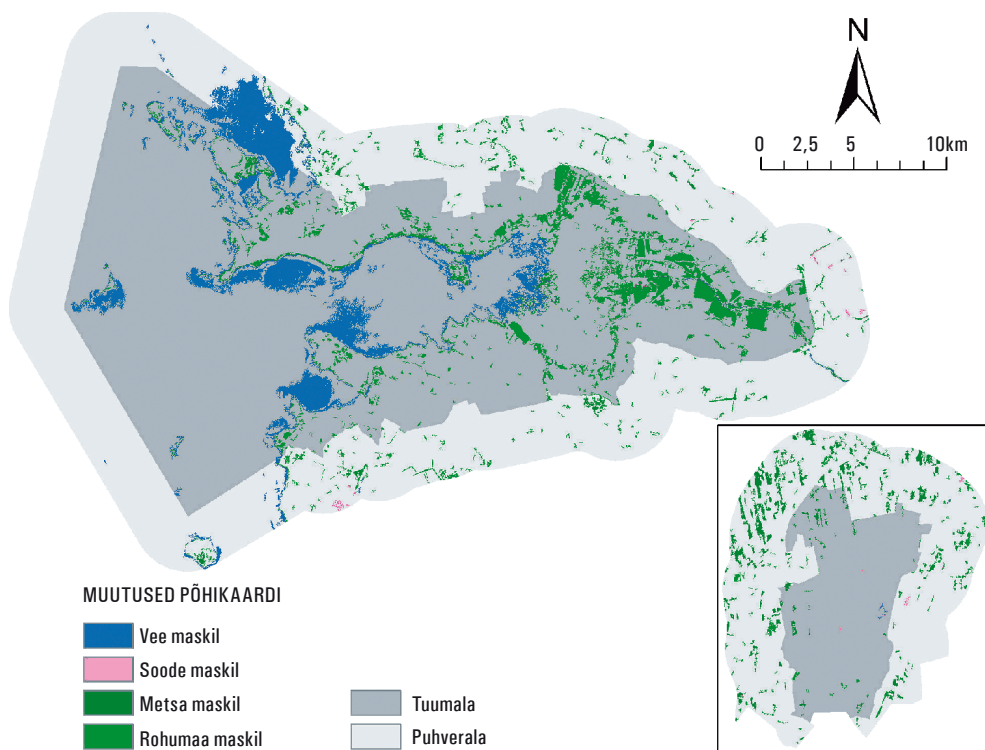 N
0 2,5 5 10km
MUUTUSED PÕHIKAARDI
Vee maskil
Soode maskil
Metsa maskil
Rohumaa maskil
Tuumala
Puhverala